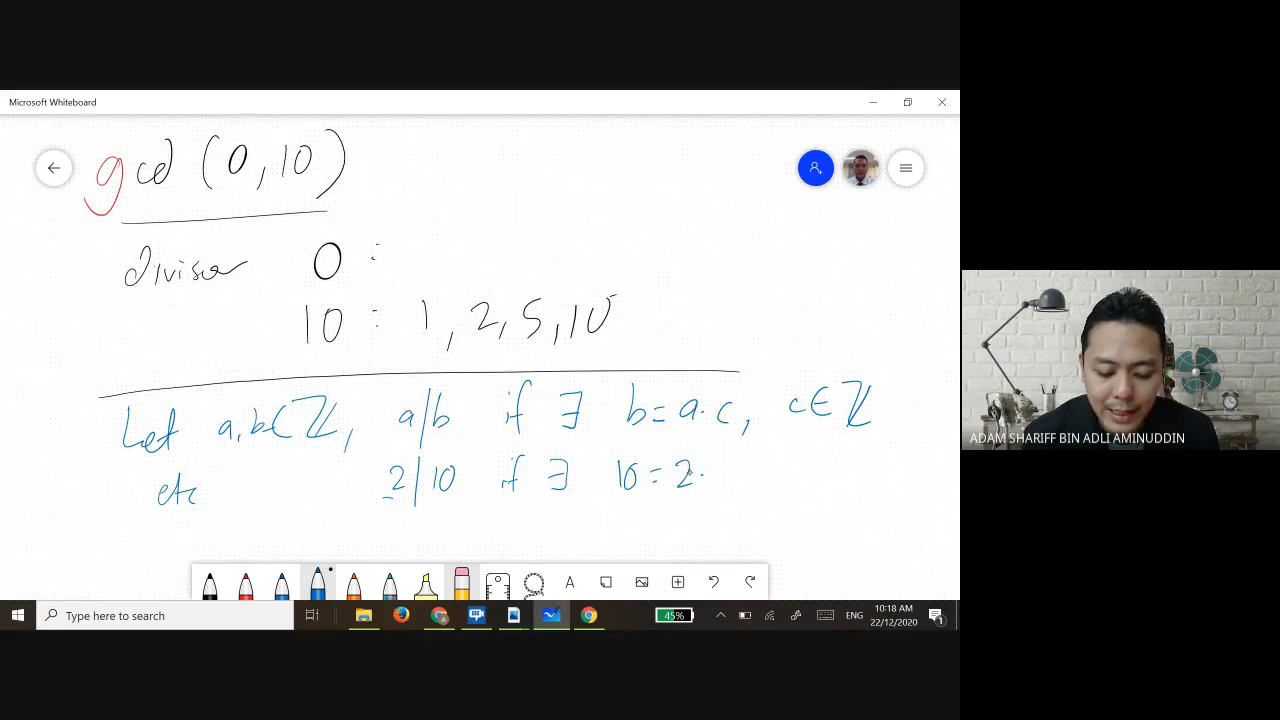 Microsoft Whiteboard
gcd (0, 10)
divisor 0 :
10 : 1, 2, 5, 10
Let a, b ∈ ℤ, a/b if ∃ b = a·c, c ∈ ℤ
etc 2/10 if ∃ 10 = 2·
ADAM SHARIFF BIN ADLI AMINUDDIN
A
Type here to search
45%
ENG
10:18 AM
22/12/2020
1